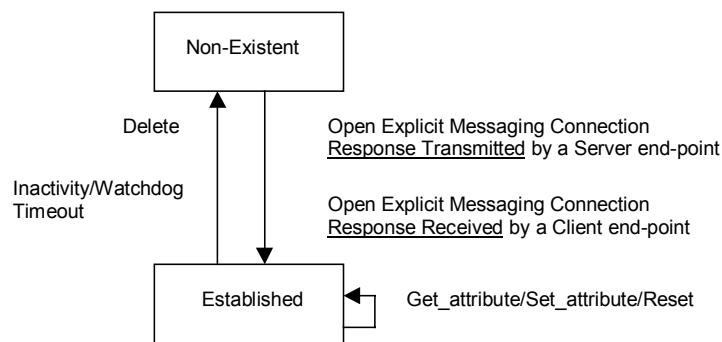 Non-Existent
Delete
Open Explicit Messaging Connection
Response Transmitted by a Server end-point
Inactivity/Watchdog
Timeout
Open Explicit Messaging Connection
Response Received by a Client end-point
Established
Get_attribute/Set_attribute/Reset